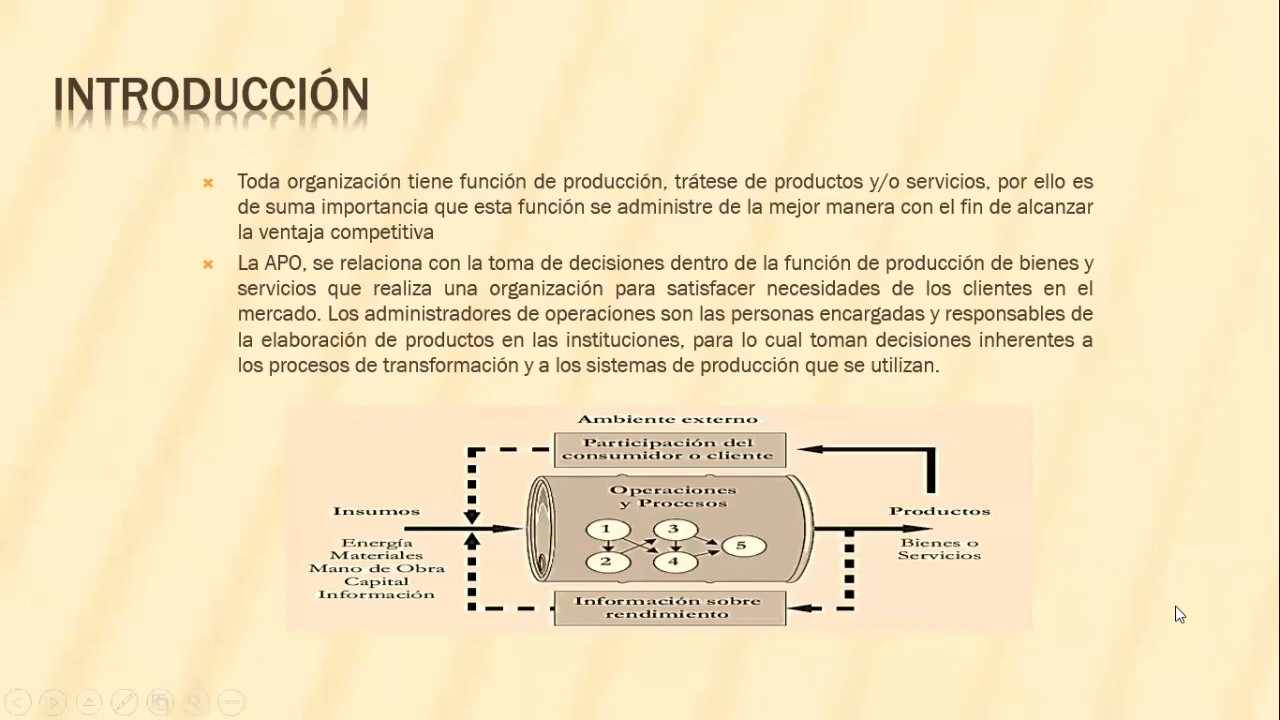 INTRODUCCIÓN
Toda organización tiene función de producción, trátese de productos y/o servicios, por ello es
de suma importancia que esta función se administre de la mejor manera con el fin de alcanzar
la ventaja competitiva
La APO, se relaciona con la toma de decisiones dentro de la función de producción de bienes y
servicios que realiza una organización para satisfacer necesidades de los clientes en el
mercado. Los administradores de operaciones son las personas encargadas y responsables de
la elaboración de productos en las instituciones, para lo cual toman decisiones inherentes a
los procesos de transformación y a los sistemas de producción que se utilizan.
Ambiente externo
Participación del
consumidor o cliente
Operaciones
y Procesos
1
3
5
2
4
Insumos
Energía
Materiales
Mano de Obra
Capital
Información
Productos
Bienes o
Servicios
Información sobre
rendimiento